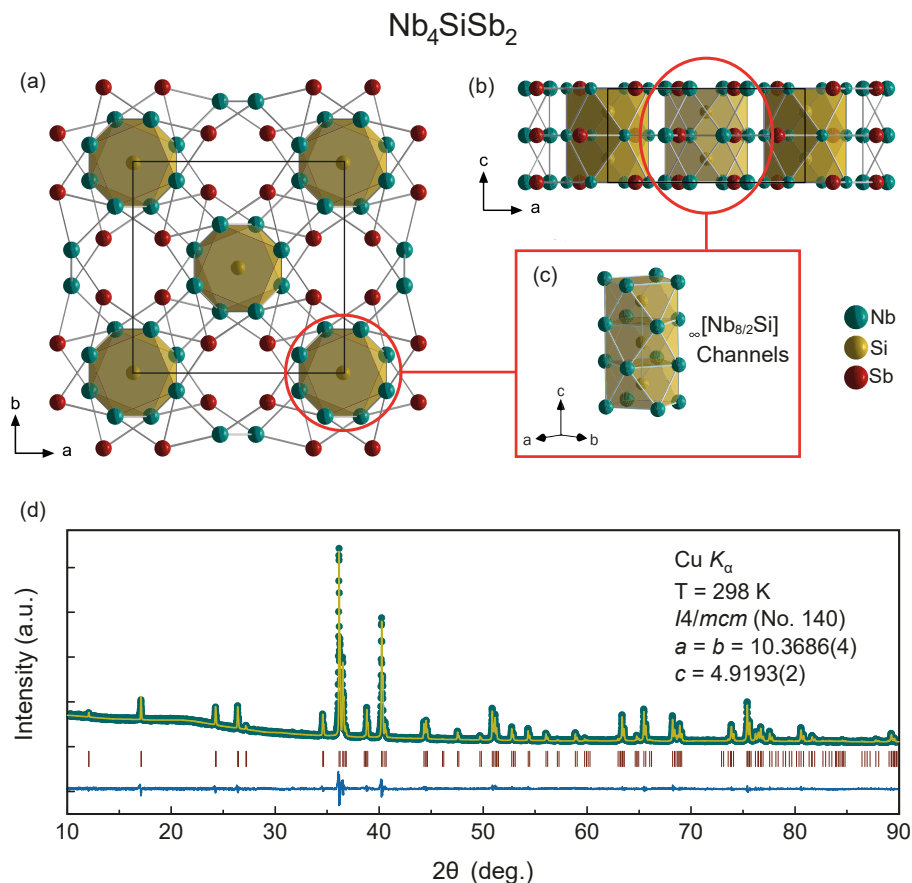 Nb₄SiSb₂
(a)
(b)
b
a
c
a
(c)
∞[Nb₈/₂Si]
Channels
c
a
b
Nb
Si
Sb
(d)
Intensity (a.u.)
Cu Kα
T = 298 K
I4/mcm (No. 140)
a = b = 10.3686(4)
c = 4.9193(2)
10 20 30 40 50 60 70 80 90
2θ (deg.)